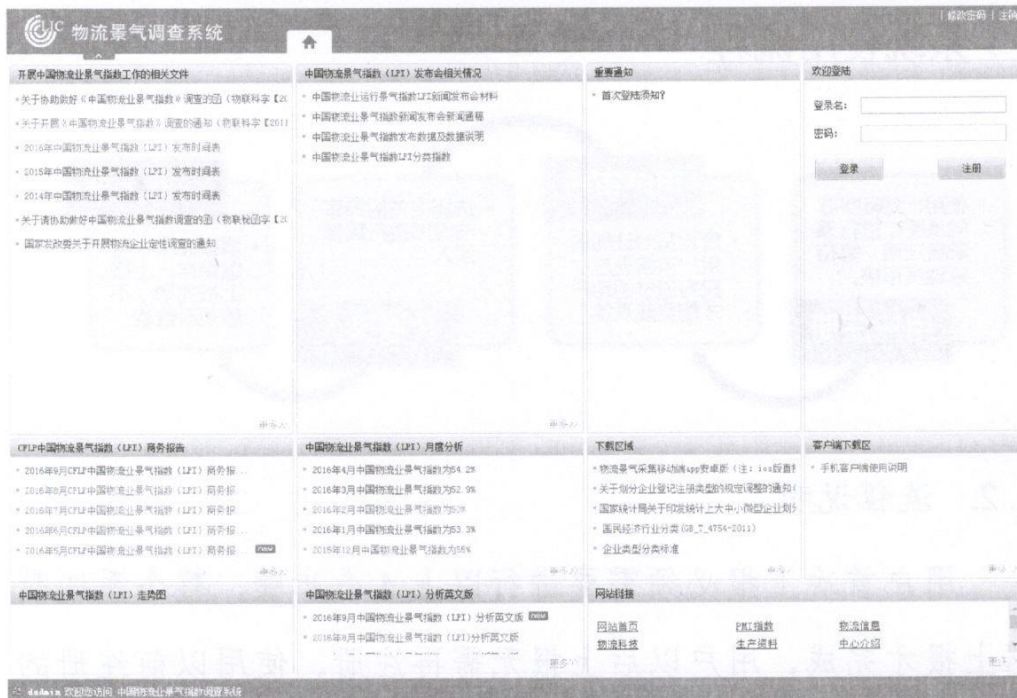 修改密码 | 注销
CLIC 物流景气调查系统
开展中国物流业景气指数工作的相关文件
关于协助做好《中国物流业景气指数》调查的函（物联科字【20
关于开展《中国物流业景气指数》调查的通知（物联科字【2011
2016年中国物流业景气指数（LPI）发布时间表
2015年中国物流业景气指数（LPI）发布时间表
2014年中国物流业景气指数（LPI）发布时间表
关于请协助做好中国物流业景气指数调查的函（物联秘函字【20
国家发改委关于开展物流企业定性调查的通知
更多>>
中国物流景气指数（LPI）发布会相关情况
中国物流业运行景气指数LPI新闻发布会材料
中国物流业景气指数新闻发布会新闻通稿
中国物流业景气指数发布数据及数据说明
中国物流业景气指数LPI分类指数
更多>>
重要通知
首次登陆须知?
欢迎登陆
登录名:
密码:
登录
注册
CFLP中国物流业景气指数（LPI）商务报告
2016年9月CFLP中国物流业景气指数（LPI）商务报...
2016年8月CFLP中国物流业景气指数（LPI）商务报...
2016年7月CFLP中国物流业景气指数（LPI）商务报...
2016年6月CFLP中国物流业景气指数（LPI）商务报...
2016年5月CFLP中国物流业景气指数（LPI）商务报... new
更多>>
中国物流业景气指数（LPI）月度分析
2016年4月中国物流业景气指数为54.2%
2016年3月中国物流业景气指数为52.9%
2016年2月中国物流业景气指数为50%
2016年1月中国物流业景气指数为53.3%
2015年12月中国物流业景气指数为55%
更多>>
下载区域
物流景气采集移动端app安卓版（注：ios版直接
关于划分企业登记注册类型的规定调整的通知（
国家统计局关于印发统计上大中小微型企业划分
国民经济行业分类(GB_T_4754-2011)
企业类型分类标准
更多>>
客户端下载区
手机客户端使用说明
更多>>
中国物流业景气指数（LPI）走势图
中国物流业景气指数（LPI）分析英文版
2016年9月中国物流业景气指数（LPI）分析英文版 new
2016年8月中国物流业景气指数（LPI)分析英文版
更多>>
网站链接
网站首页 PMI指数 物流信息
物流科技 生产资料 中心介绍
dadmin 欢迎您访问 中国物流业景气指数调查系统